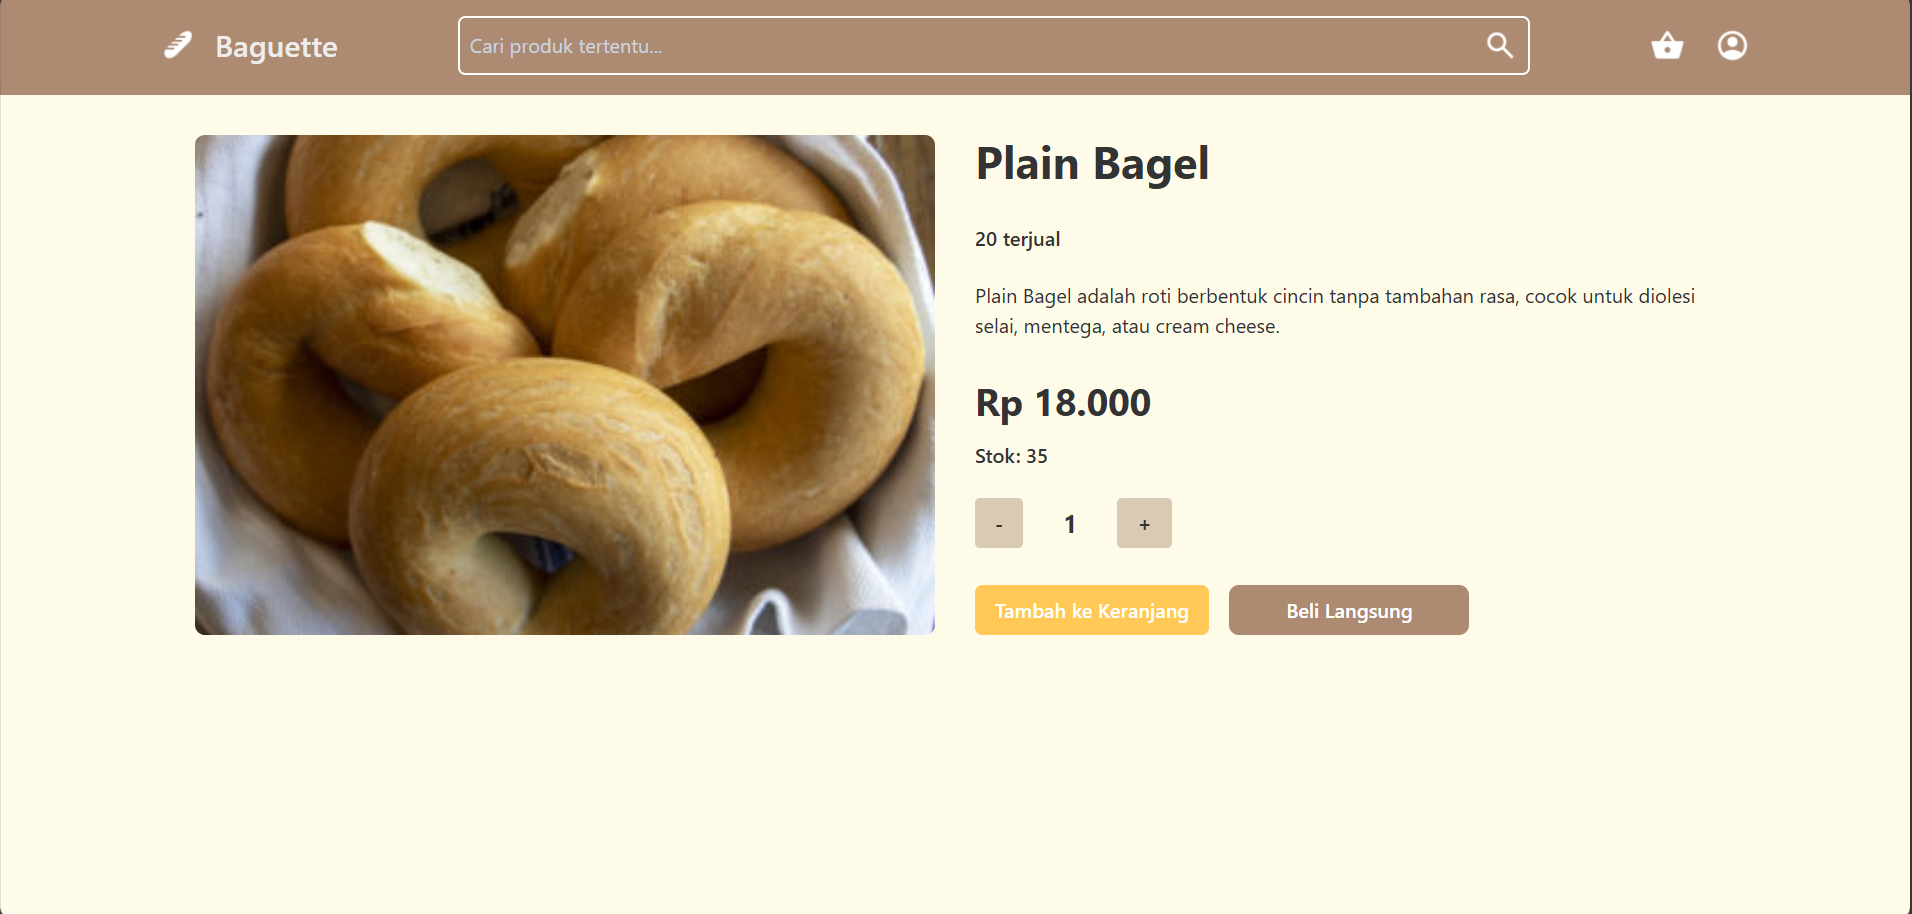 Baguette
Cari produk tertentu...
Plain Bagel
20 terjual
Plain Bagel adalah roti berbentuk cincin tanpa tambahan rasa, cocok untuk diolesi
selai, mentega, atau cream cheese.
Rp 18.000
Stok: 35
- 1 +
Tambah ke Keranjang Beli Langsung